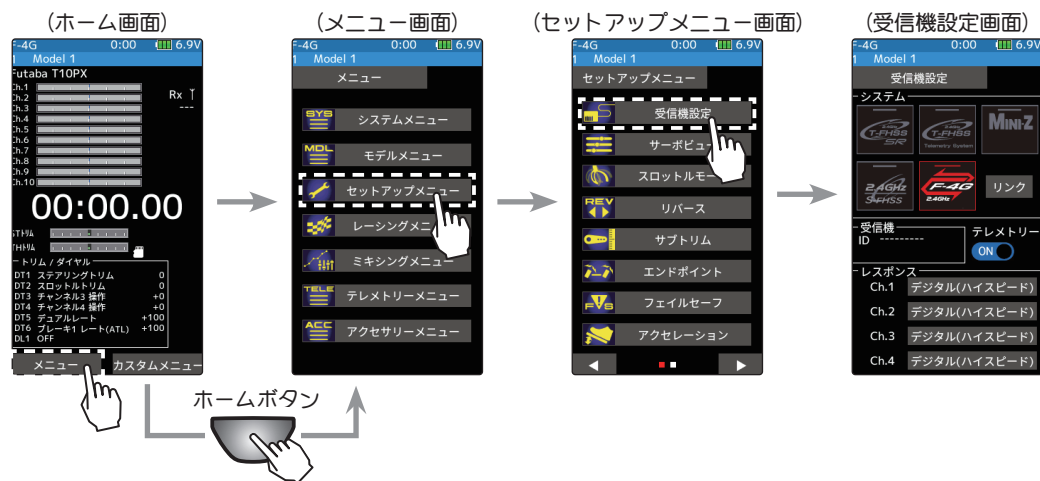 (ホーム画面)
F-4G 0:00 6.9V
1 Model 1
Futaba T10PX
Ch.1
Ch.2
Ch.3
Ch.4
Ch.5
Ch.6
Ch.7
Ch.8
Ch.9
Ch.10
Rx
---
00:00.00
STトリム
THトリム
トリム / ダイヤル
DT1 ステアリングトリム 0
DT2 スロットルトリム 0
DT3 チャンネル3 操作 +0
DT4 チャンネル4 操作 +0
DT5 デュアルレート +100
DT6 ブレーキ1 レート(ATL) +100
DL1 OFF
メニュー
カスタムメニュー
ホームボタン
(メニュー画面)
F-4G 0:00 6.9V
1 Model 1
メニュー
SYS システムメニュー
MDL モデルメニュー
セットアップメニュー
レーシングメニ
ミキシングメニュー
TELE テレメトリーメニュー
ACC アクセサリーメニュー
(セットアップメニュー画面)
F-4G 0:00 6.9V
1 Model 1
セットアップメニュー
受信機設定
サーボビュー
スロットルモー
REV リバース
サブトリム
エンドポイント
F/S フェイルセーフ
アクセレーション
(受信機設定画面)
F-4G 0:00 6.9V
1 Model 1
受信機設定
システム
T-FHSS SR
T-FHSS Telemetry System
MINI-Z
2.4GHz S-FHSS
F-4G 2.4GHz
リンク
受信機
ID ---------
テレメトリー
ON
レスポンス
Ch.1 デジタル(ハイスピード)
Ch.2 デジタル(ハイスピード)
Ch.3 デジタル(ハイスピード)
Ch.4 デジタル(ハイスピード)